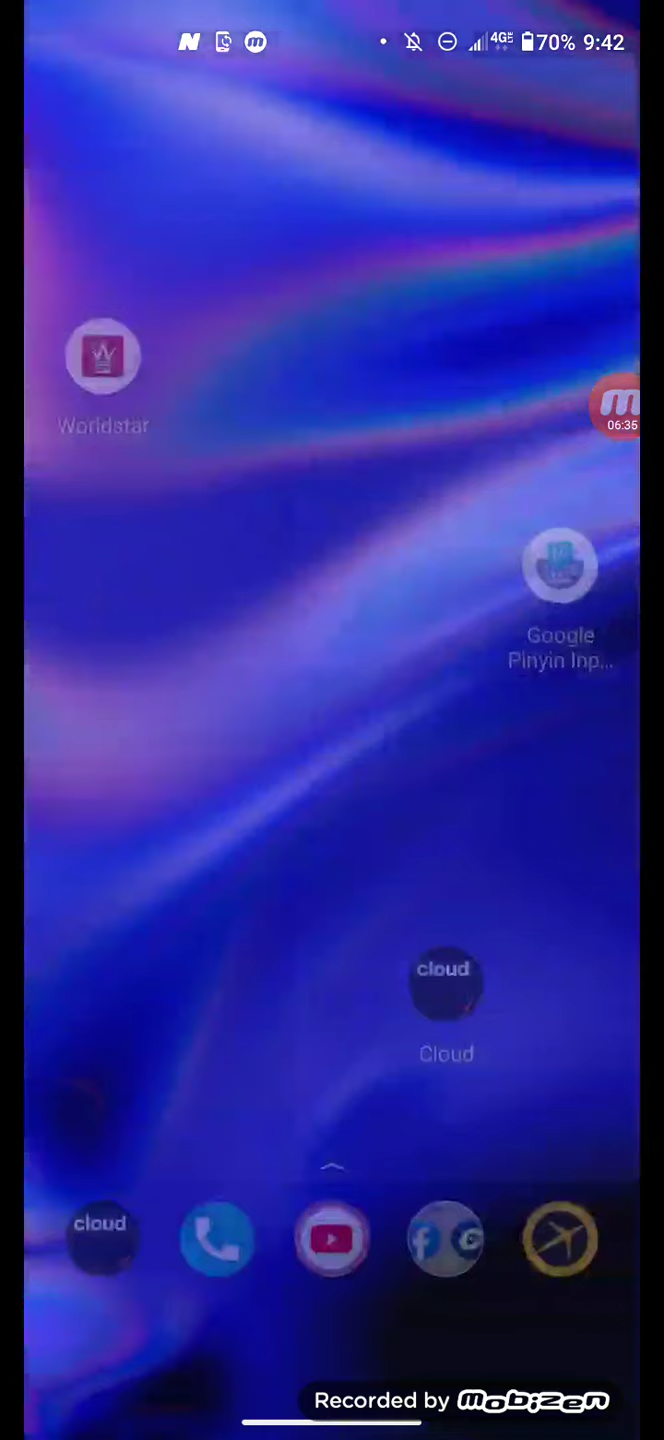 70% 9:42
Worldstar
06:35
Google
Pinyin Inp...
cloud
Cloud
cloud
Recorded by mobizen